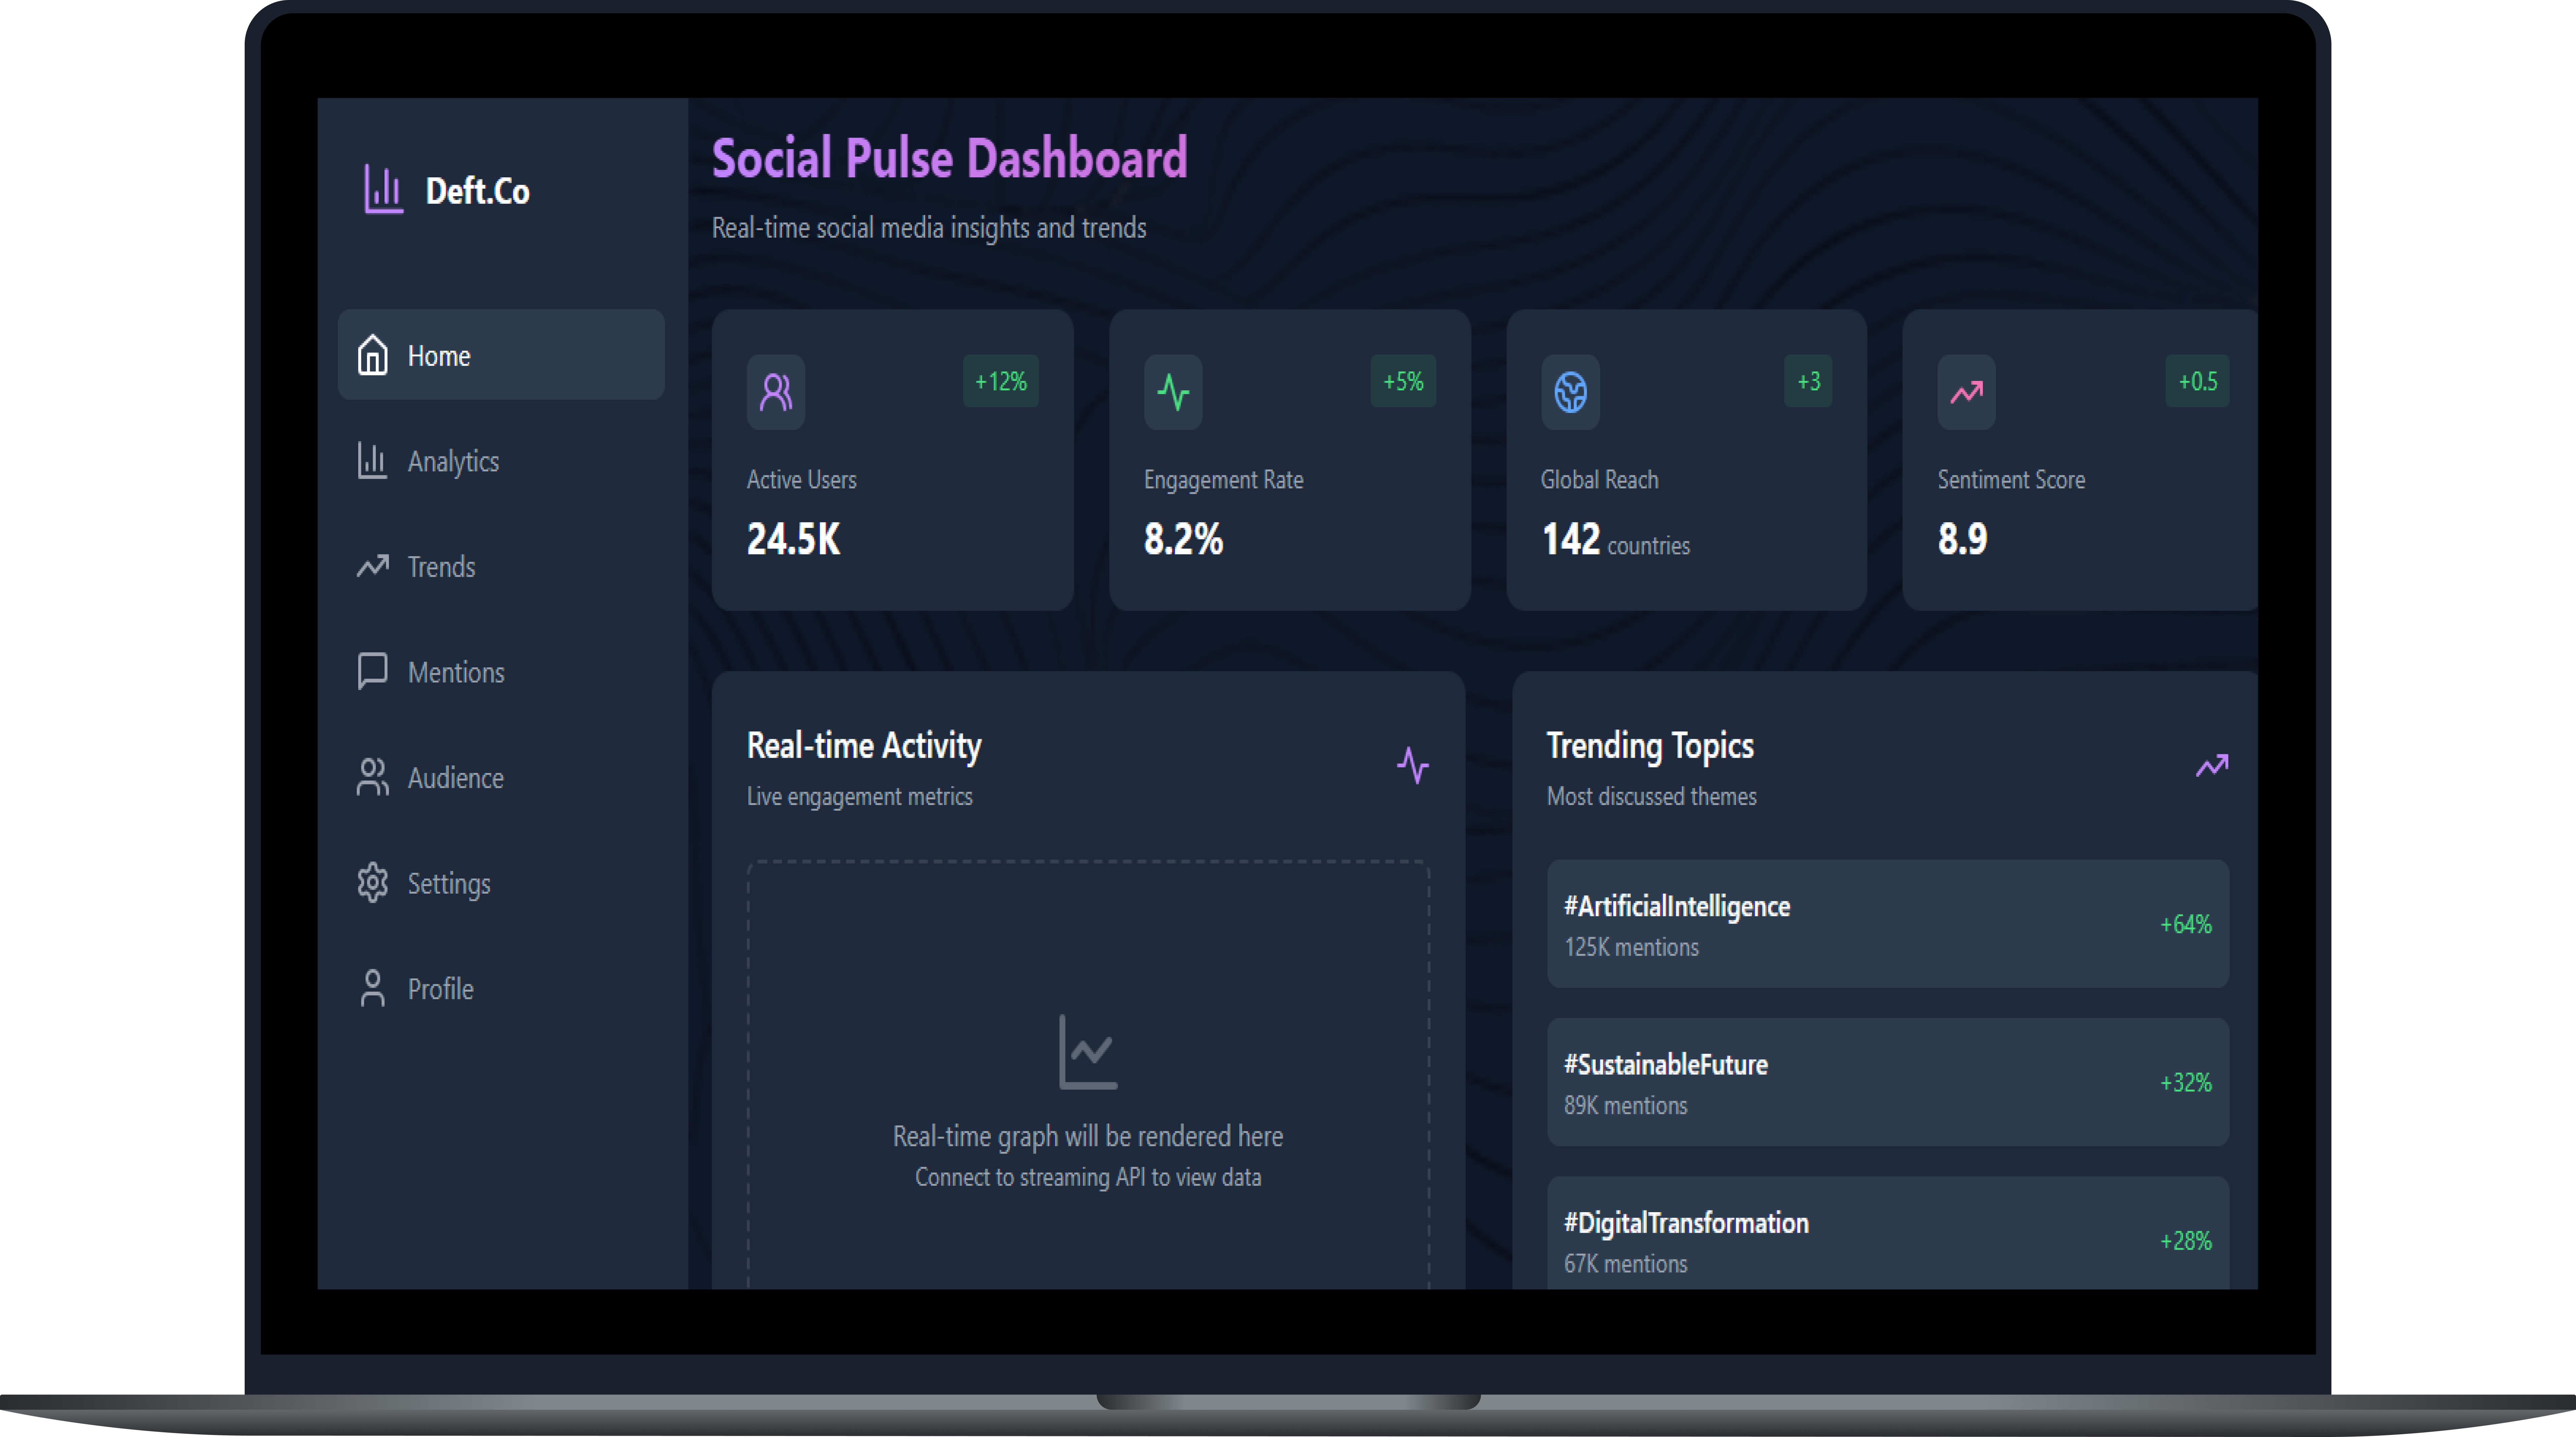 Deft.Co
Home
Analytics
Trends
Mentions
Audience
Settings
Profile
Social Pulse Dashboard
Real-time social media insights and trends
+12%
Active Users
24.5K
+5%
Engagement Rate
8.2%
+3
Global Reach
142 countries
+0.5
Sentiment Score
8.9
Real-time Activity
Live engagement metrics
Real-time graph will be rendered here
Connect to streaming API to view data
Trending Topics
Most discussed themes
#ArtificialIntelligence
125K mentions
+64%
#SustainableFuture
89K mentions
+32%
#DigitalTransformation
67K mentions
+28%